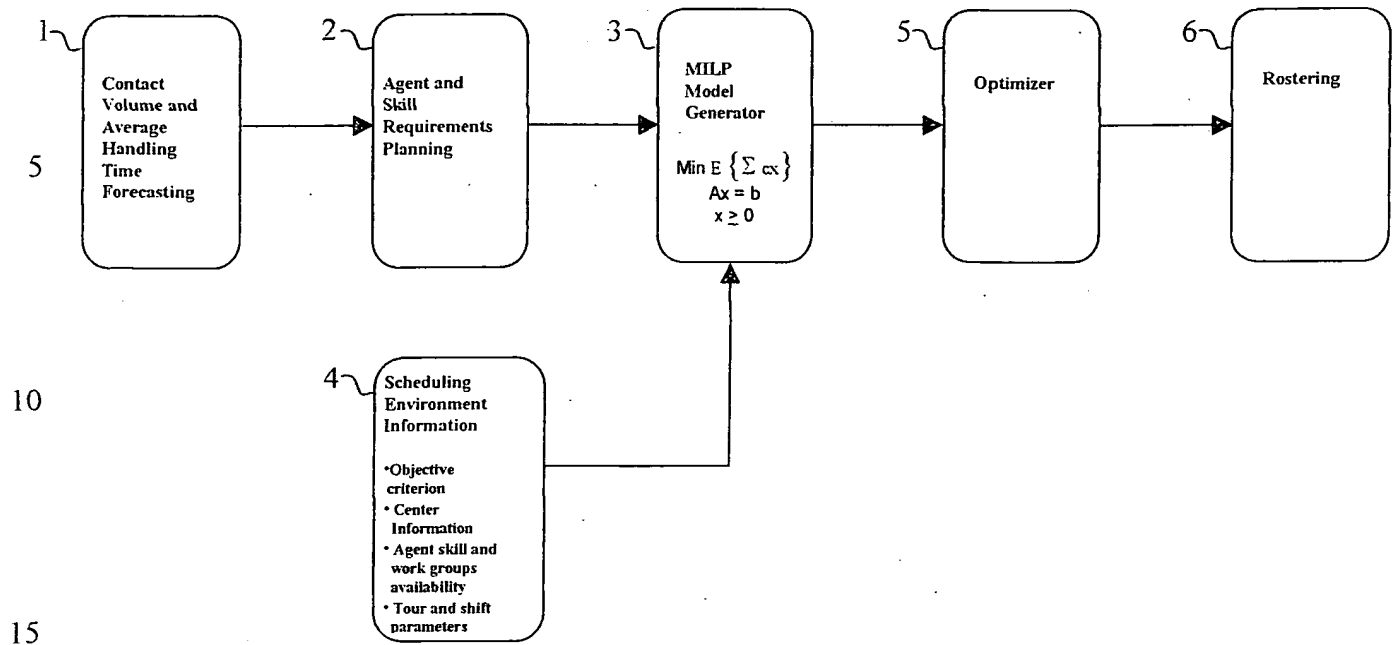 1
Contact
Volume and
Average
Handling
Time
Forecasting
2
Agent and
Skill
Requirements
Planning
3
MILP
Model
Generator
Min E { Σ cx }
Ax = b
x ≥ 0
5
Optimizer
6
Rostering
5
4
Scheduling
Environment
Information
•Objective
criterion
• Center
Information
• Agent skill and
work groups
availability
• Tour and shift
parameters
10
15